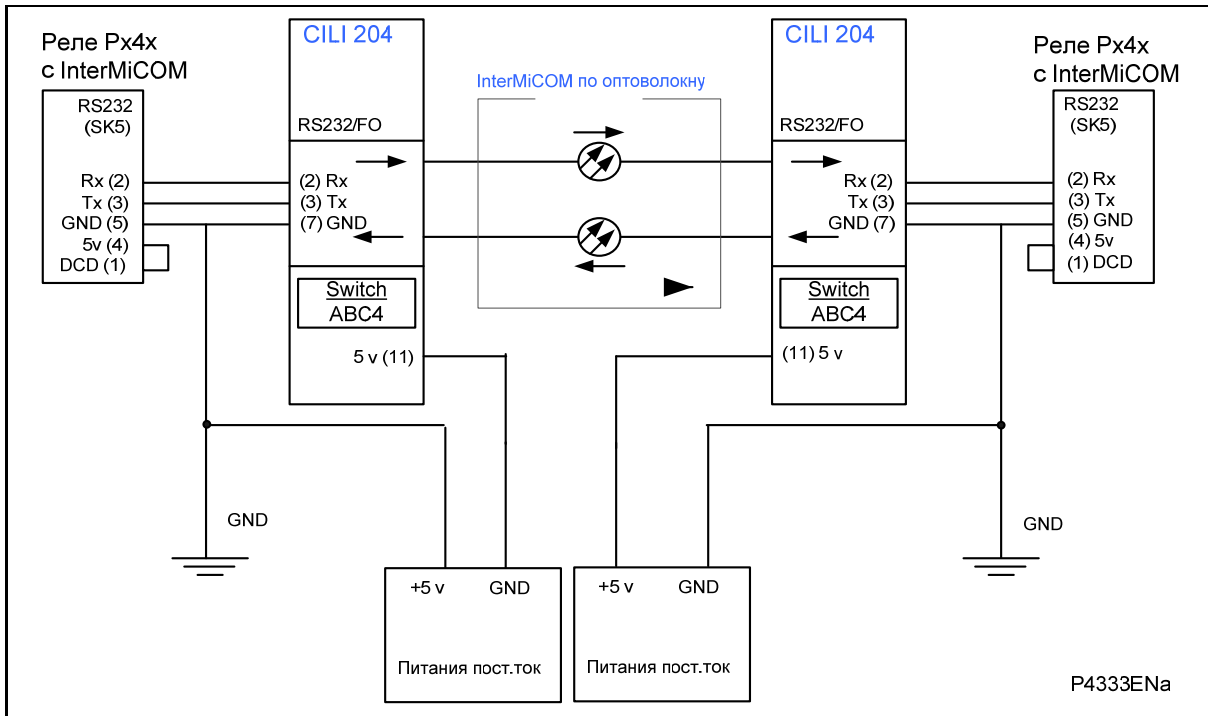 Реле Px4x
с InterMiCOM
RS232
(SK5)
Rx (2)
Tx (3)
GND (5)
5v (4)
DCD (1)
CILI 204
RS232/FO
(2) Rx
(3) Tx
(7) GND
Switch
ABC4
5 v (11)
InterMiCOM по оптоволокну
CILI 204
RS232/FO
Rx (2)
Tx (3)
GND (7)
Switch
ABC4
(11) 5 v
Реле Px4x
с InterMiCOM
RS232
(SK5)
(2) Rx
(3) Tx
(5) GND
(4) 5v
(1) DCD
GND
GND
+5 v GND
Питания пост.ток
+5 v GND
Питания пост.ток
P4333ENa